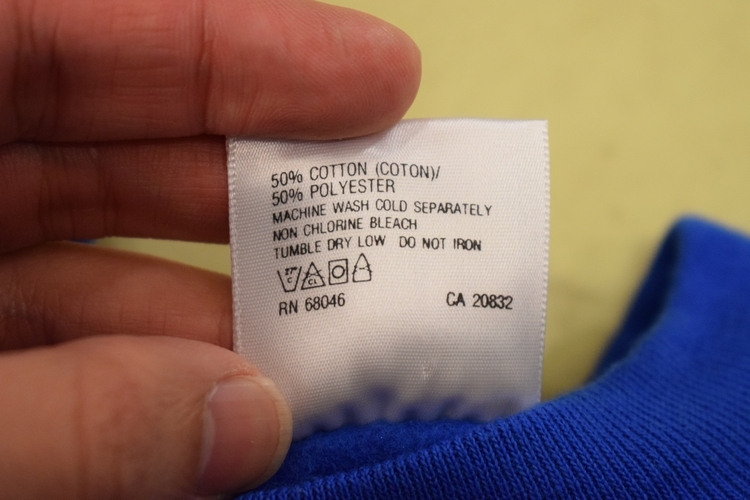 50% COTTON (COTON)/
50% POLYESTER
MACHINE WASH COLD SEPARATELY
NON CHLORINE BLEACH
TUMBLE DRY LOW DO NOT IRON
RN 68046 CA 20832